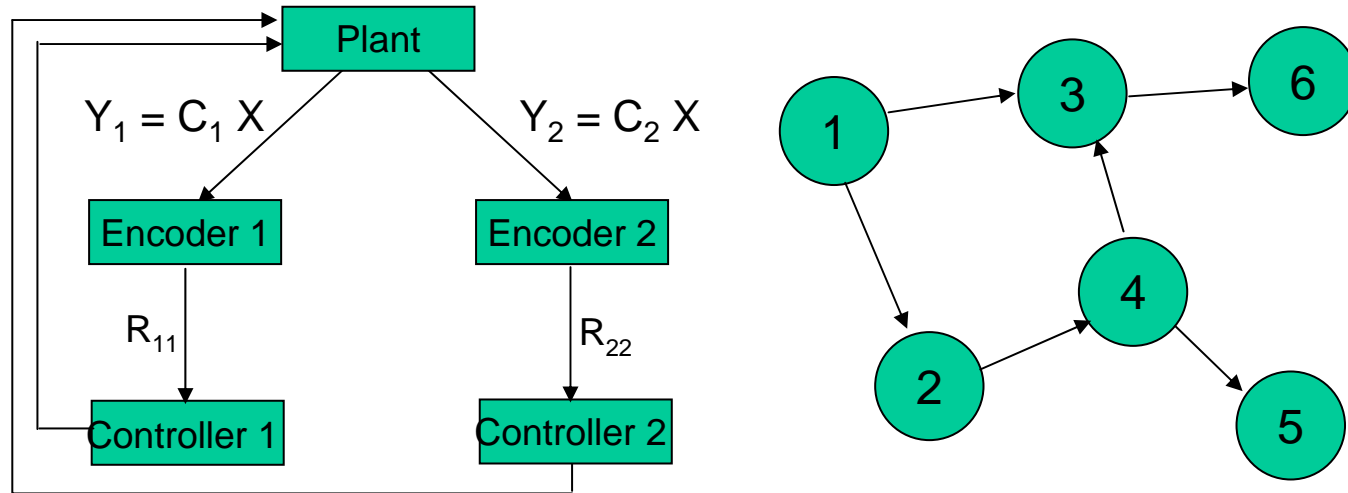 Plant
Y₁ = C₁ X
Y₂ = C₂ X
Encoder 1
Encoder 2
R₁₁
R₂₂
Controller 1
Controller 2
1
3
6
4
2
5